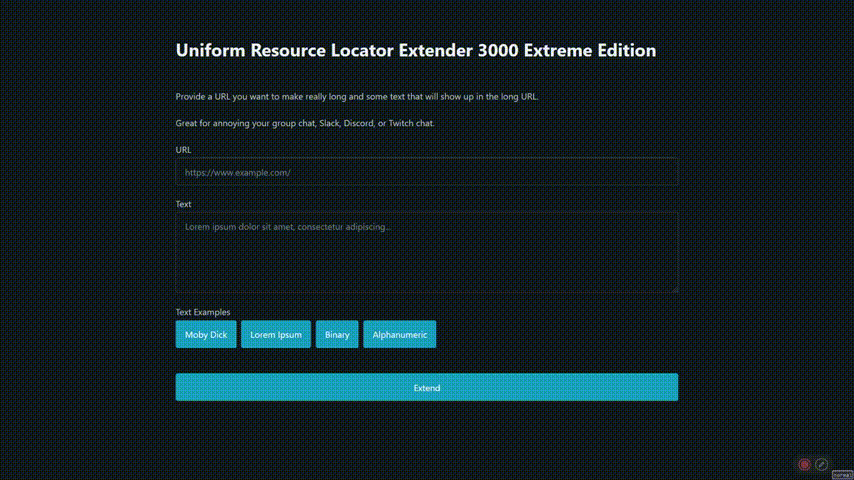 Uniform Resource Locator Extender 3000 Extreme Edition
Provide a URL you want to make really long and some text that will show up in the long URL.
Great for annoying your group chat, Slack, Discord, or Twitch chat.
URL
https://www.example.com/
Text
Lorem ipsum dolor sit amet, consectetur adipiscing...
Text Examples
Moby Dick
Lorem Ipsum
Binary
Alphanumeric
Extend